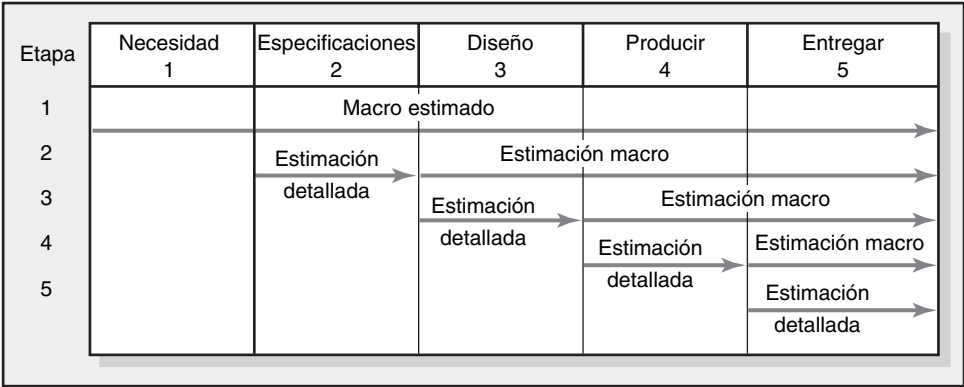 Etapa
Necesidad
1
Especificaciones
2
Diseño
3
Producir
4
Entregar
5
1
Macro estimado
2
Estimación
detallada
Estimación macro
3
Estimación
detallada
Estimación macro
4
Estimación
detallada
Estimación macro
5
Estimación
detallada